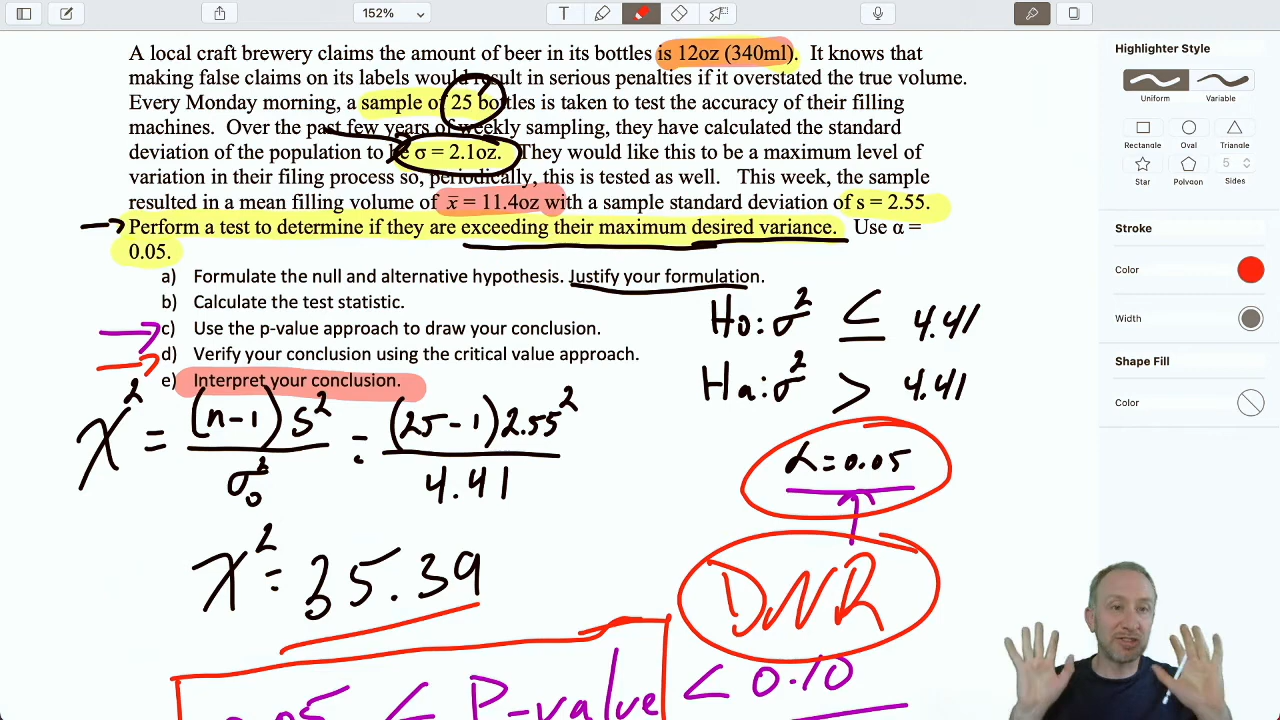 152%
T
A local craft brewery claims the amount of beer in its bottles is 12oz (340ml). It knows that
making false claims on its labels would result in serious penalties if it overstated the true volume.
Every Monday morning, a sample of 25 bottles is taken to test the accuracy of their filling
machines. Over the past few years of weekly sampling, they have calculated the standard
deviation of the population to be σ = 2.1oz. They would like this to be a maximum level of
variation in their filing process so, periodically, this is tested as well. This week, the sample
resulted in a mean filling volume of x̄ = 11.4oz with a sample standard deviation of s = 2.55.
Perform a test to determine if they are exceeding their maximum desired variance. Use α =
0.05.
a) Formulate the null and alternative hypothesis. Justify your formulation.
b) Calculate the test statistic.
c) Use the p-value approach to draw your conclusion.
d) Verify your conclusion using the critical value approach.
e) Interpret your conclusion.
Ho: σ² ≤ 4.41
Ha: σ² > 4.41
χ² = (n-1)s² / σ₀² = (25-1)2.55² / 4.41
α = 0.05
χ² = 35.39
DNR
0.05 < P-value < 0.10
Highlighter Style
Uniform Variable
Rectangle Oval Triangle
5
Star Polygon Sides
Stroke
Color
Width
Shape Fill
Color